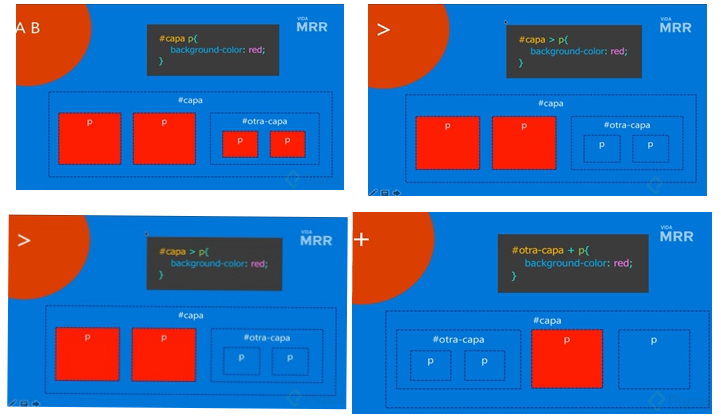 A B
VIDA
MRR
#capa p{
background-color: red;
}
#capa
p
p
#otra-capa
p
p
>
VIDA
MRR
#capa > p{
background-color: red;
}
#capa
p
p
#otra-capa
p
p
>
VIDA
MRR
#capa > p{
background-color: red;
}
#capa
p
p
#otra-capa
p
p
+
VIDA
MRR
#otra-capa + p{
background-color: red;
}
#capa
#otra-capa
p
p
p
p